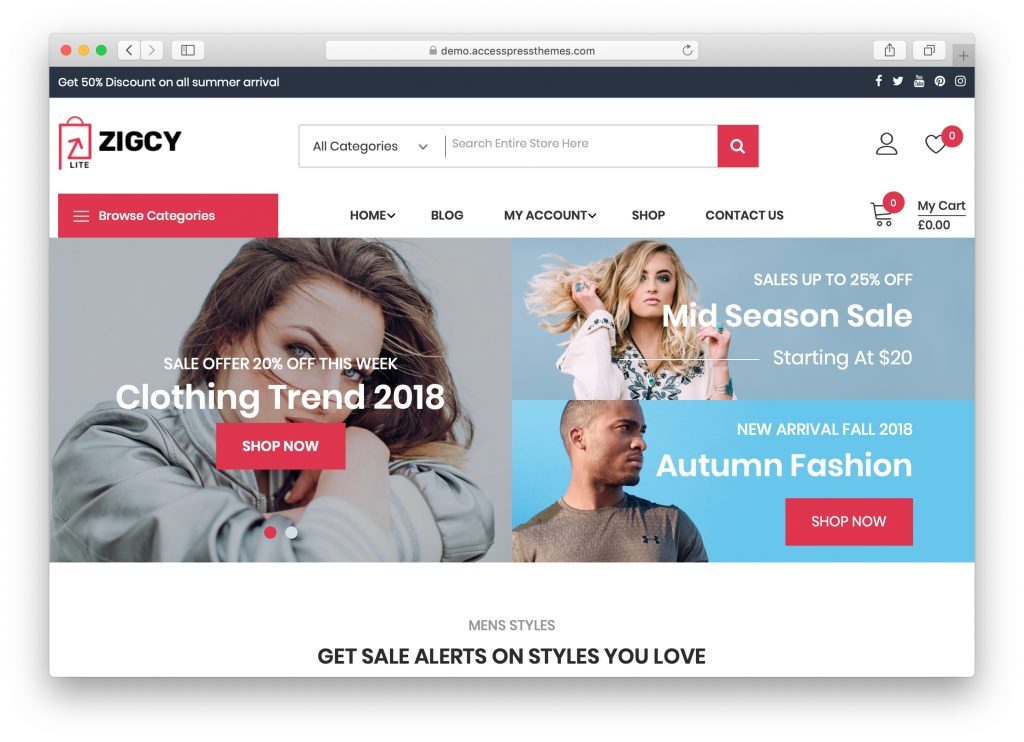 demo.accesspressthemes.com
Get 50% Discount on all summer arrival
ZIGCY
LITE
All Categories
Search Entire Store Here
0
Browse Categories
HOME
BLOG
MY ACCOUNT
SHOP
CONTACT US
0
My Cart
£0.00
SALE OFFER 20% OFF THIS WEEK
Clothing Trend 2018
SHOP NOW
SALES UP TO 25% OFF
Mid Season Sale
Starting At $20
NEW ARRIVAL FALL 2018
Autumn Fashion
SHOP NOW
MENS STYLES
GET SALE ALERTS ON STYLES YOU LOVE